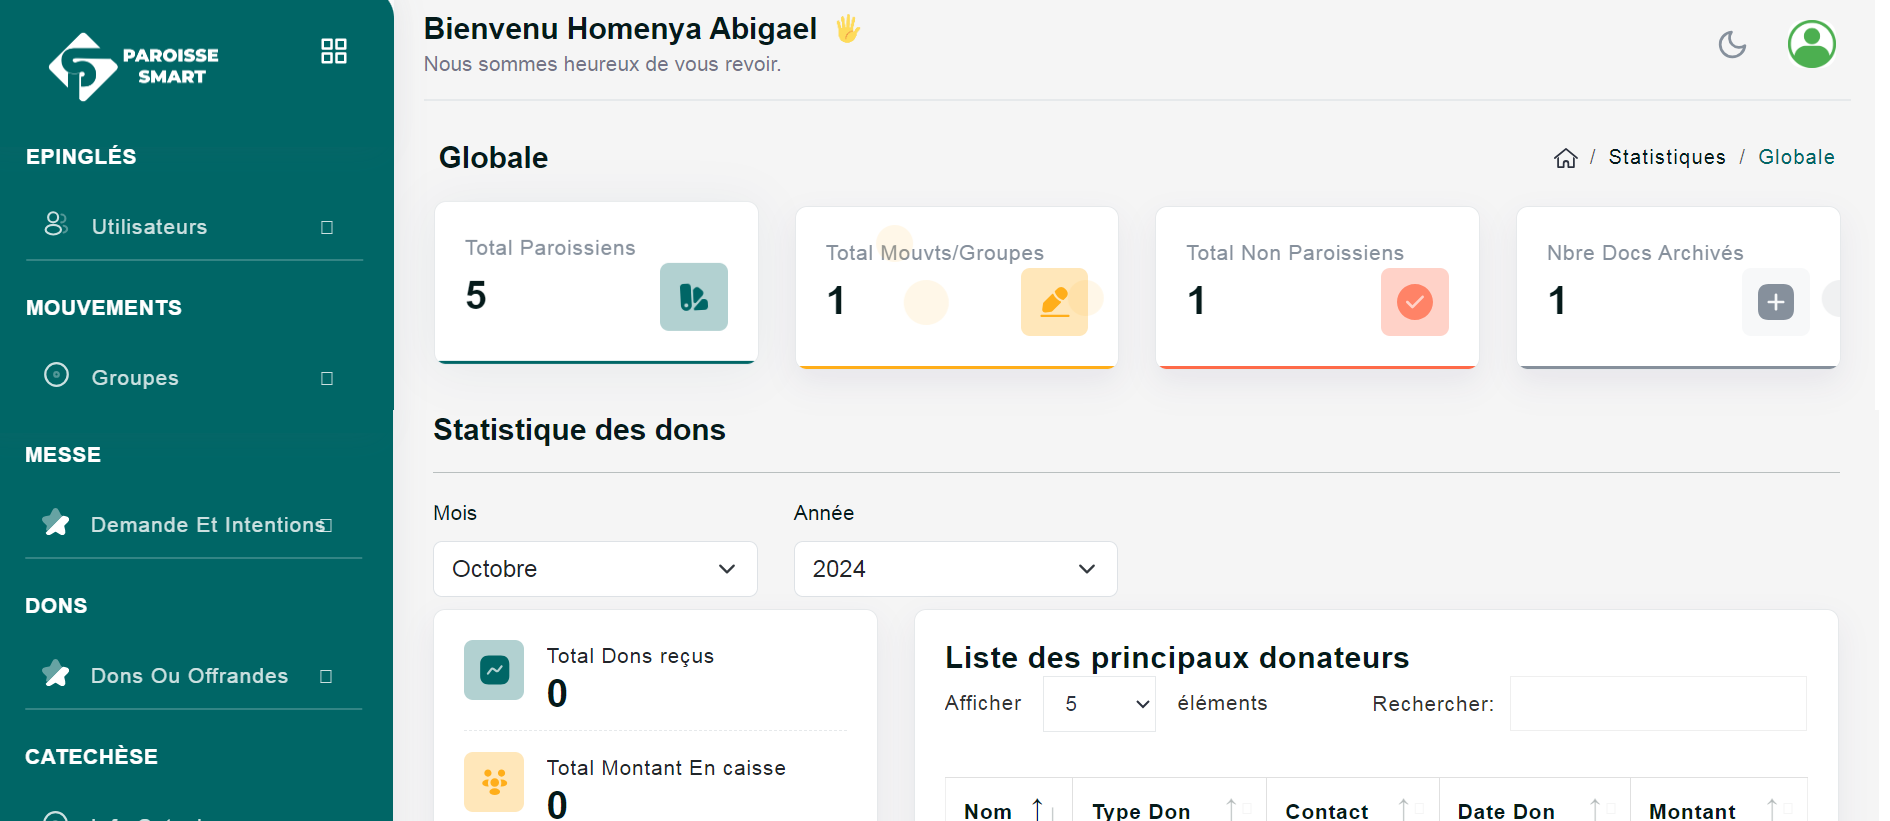 PAROISSE
SMART
EPINGLÉS
Utilisateurs
MOUVEMENTS
Groupes
MESSE
Demande Et Intentions
DONS
Dons Ou Offrandes
CATECHÈSE
Bienvenu Homenya Abigael
Nous sommes heureux de vous revoir.
Globale
/ Statistiques / Globale
Total Paroissiens
5
Total Mouvts/Groupes
1
Total Non Paroissiens
1
Nbre Docs Archivés
1
Statistique des dons
Mois
Année
Octobre
2024
Total Dons reçus
0
Total Montant En caisse
0
Liste des principaux donateurs
Afficher 5 éléments
Rechercher:
Nom Type Don Contact Date Don Montant